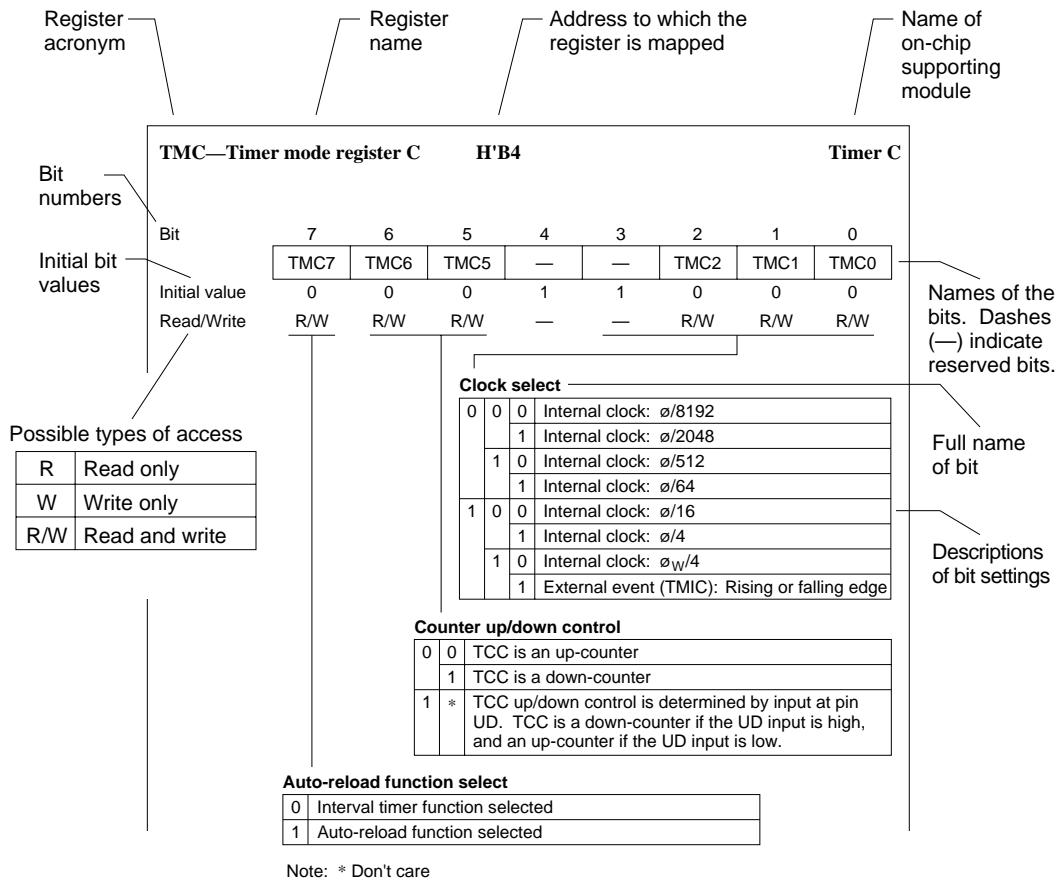 Register
acronym
Register
name
Address to which the
register is mapped
Name of
on-chip
supporting
module
TMC—Timer mode register C H'B4 Timer C
Bit
numbers
Bit 7 6 5 4 3 2 1 0
TMC7 TMC6 TMC5 — — TMC2 TMC1 TMC0
Initial bit
values
Initial value 0 0 0 1 1 0 0 0
Read/Write R/W R/W R/W — — R/W R/W R/W
Names of the
bits. Dashes
(—) indicate
reserved bits.
Possible types of access
R Read only
W Write only
R/W Read and write
Clock select
0 0 0 Internal clock: ø/8192
1 Internal clock: ø/2048
1 0 Internal clock: ø/512
1 Internal clock: ø/64
1 0 0 Internal clock: ø/16
1 Internal clock: ø/4
1 0 Internal clock: øW/4
1 External event (TMIC): Rising or falling edge
Full name
of bit
Descriptions
of bit settings
Counter up/down control
0 0 TCC is an up-counter
1 TCC is a down-counter
1 * TCC up/down control is determined by input at pin
UD. TCC is a down-counter if the UD input is high,
and an up-counter if the UD input is low.
Auto-reload function select
0 Interval timer function selected
1 Auto-reload function selected
Note: * Don't care